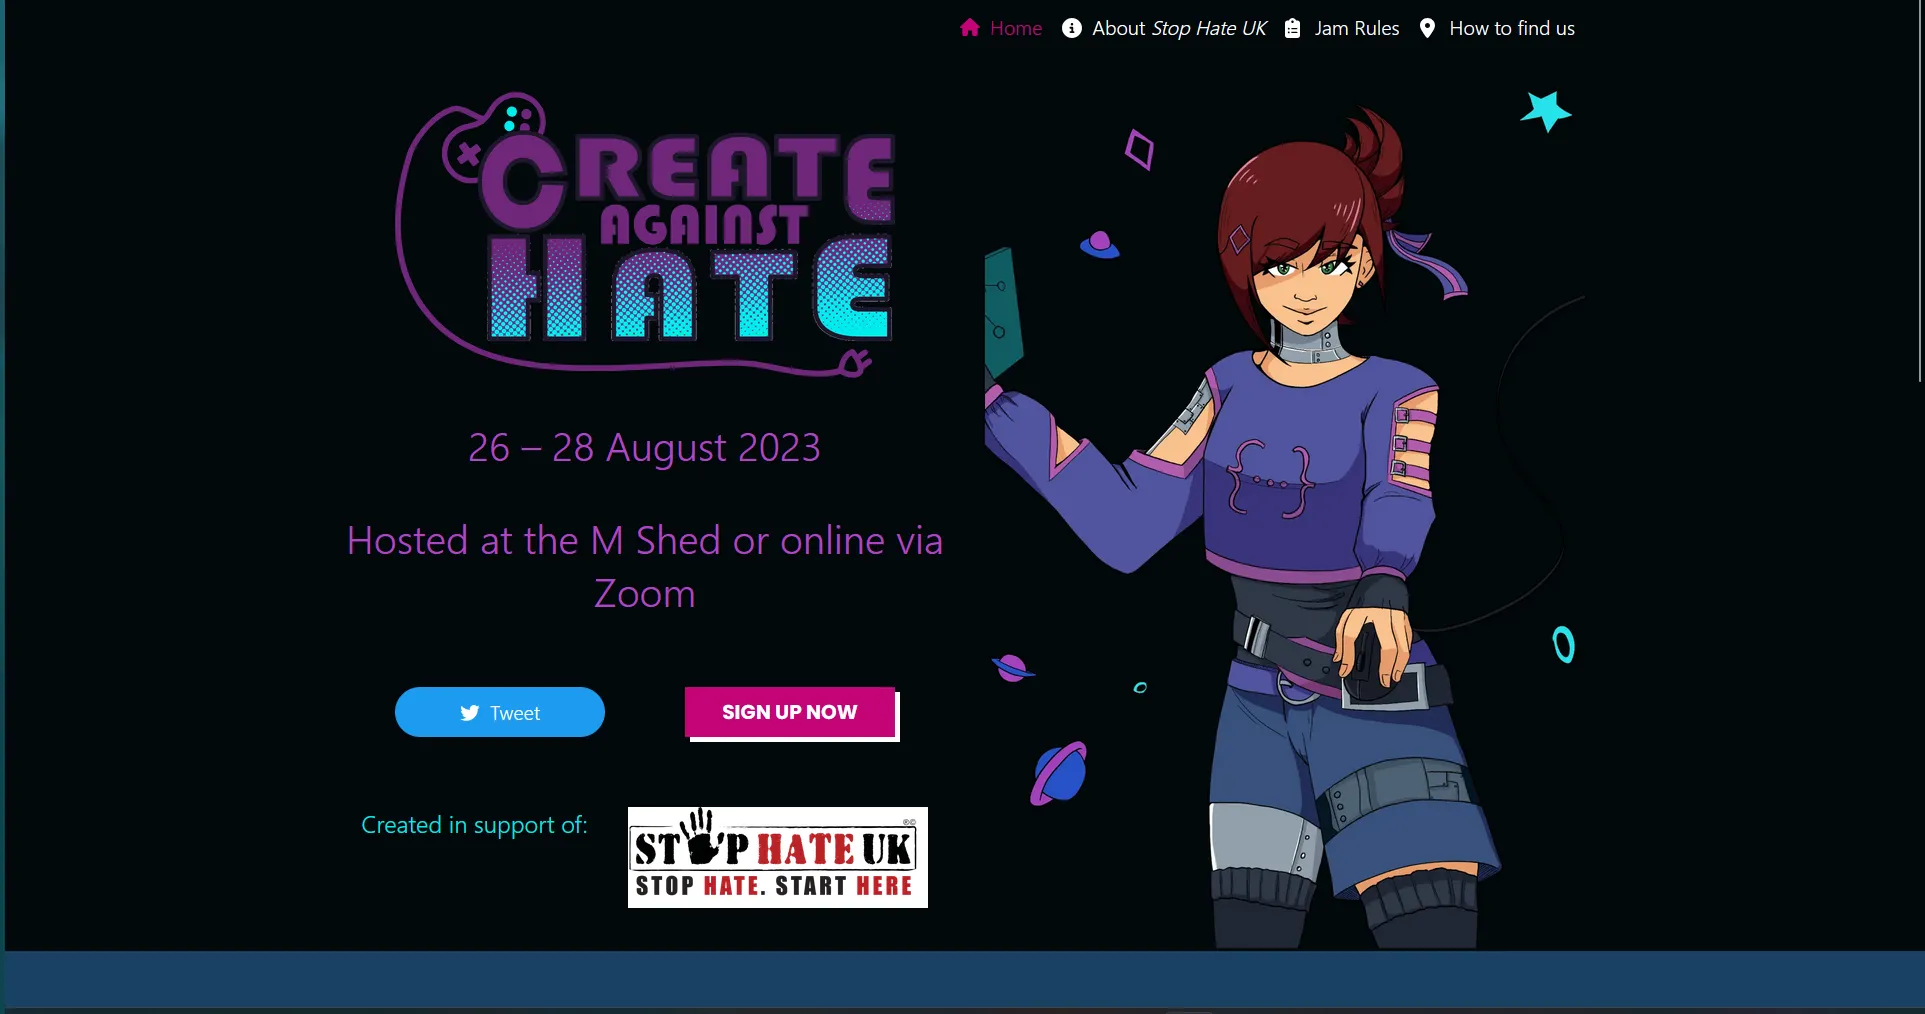 Home About Stop Hate UK Jam Rules How to find us
CREATE
AGAINST
HATE
26 – 28 August 2023
Hosted at the M Shed or online via
Zoom
Tweet SIGN UP NOW
Created in support of:
®©
STOP HATE UK
STOP HATE. START HERE
{...}